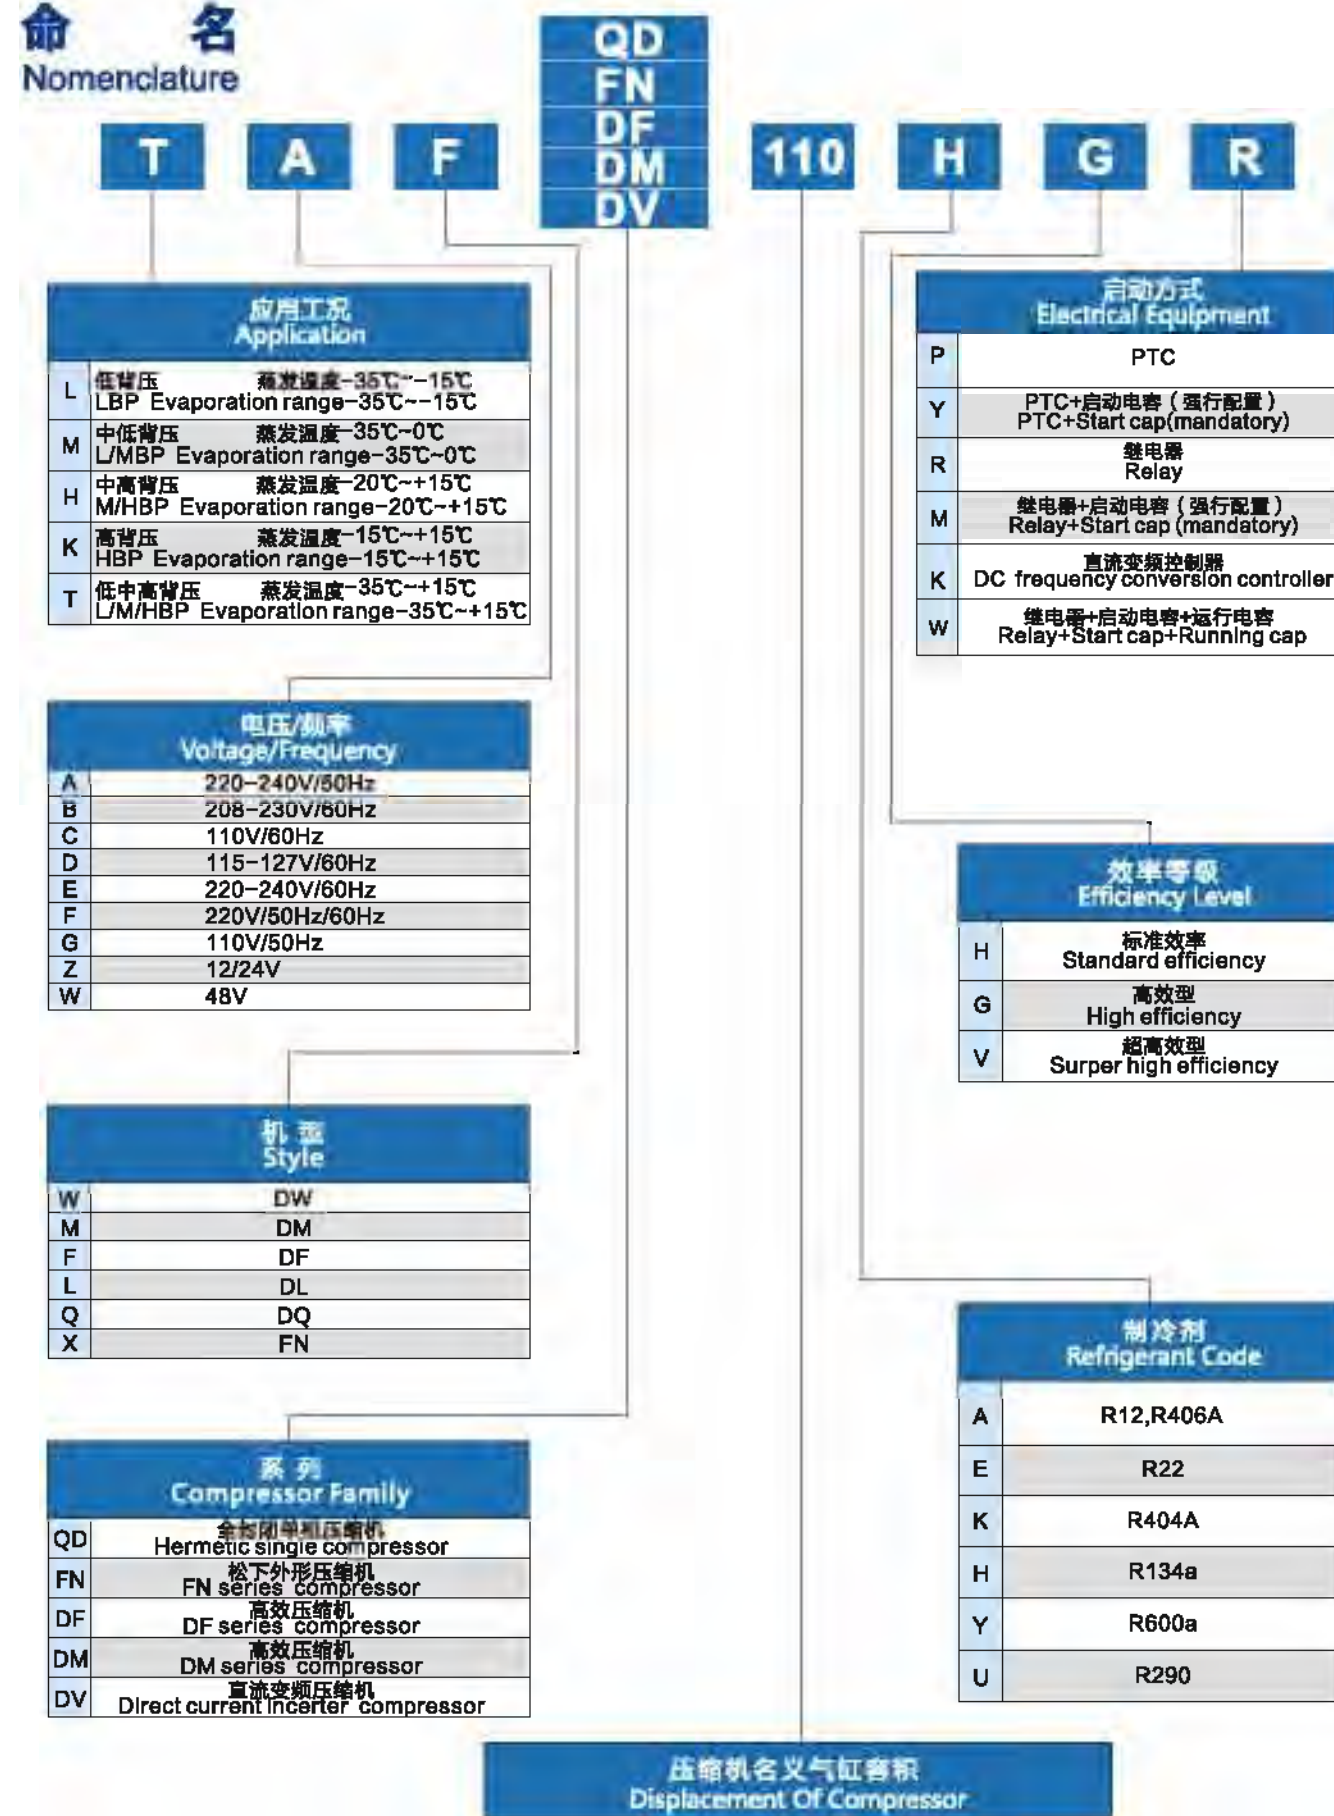 命 名
Nomenclature
T A F QD FN DF DM DV 110 H G R
应用工况
Application
L 低背压 蒸发温度-35℃~-15℃
LBP Evaporation range-35℃~-15℃
M 中低背压 蒸发温度-35℃~0℃
L/MBP Evaporation range-35℃~0℃
H 中高背压 蒸发温度-20℃~+15℃
M/HBP Evaporation range-20℃~+15℃
K 高背压 蒸发温度-15℃~+15℃
HBP Evaporation range-15℃~+15℃
T 低中高背压 蒸发温度-35℃~+15℃
L/M/HBP Evaporation range-35℃~+15℃
电压/频率
Voltage/Frequency
A 220-240V/50Hz
B 208-230V/60Hz
C 110V/60Hz
D 115-127V/60Hz
E 220-240V/60Hz
F 220V/50Hz/60Hz
G 110V/50Hz
Z 12/24V
W 48V
机 型
Style
W DW
M DM
F DF
L DL
Q DQ
X FN
系 列
Compressor Family
QD 全封闭单相压缩机
Hermetic single compressor
FN 松下外形压缩机
FN series compressor
DF 高效压缩机
DF series compressor
DM 高效压缩机
DM series compressor
DV 直流变频压缩机
Direct current incerter compressor
启动方式
Electrical Equipment
P PTC
Y PTC+启动电容（强行配置）
PTC+Start cap(mandatory)
R 继电器
Relay
M 继电器+启动电容（强行配置）
Relay+Start cap (mandatory)
K 直流变频控制器
DC frequency conversion controller
W 继电器+启动电容+运行电容
Relay+Start cap+Running cap
效率等级
Efficiency Level
H 标准效率
Standard efficiency
G 高效型
High efficiency
V 超高效型
Surper high efficiency
制冷剂
Refrigerant Code
A R12,R406A
E R22
K R404A
H R134a
Y R600a
U R290
压缩机名义气缸容积
Displacement Of Compressor